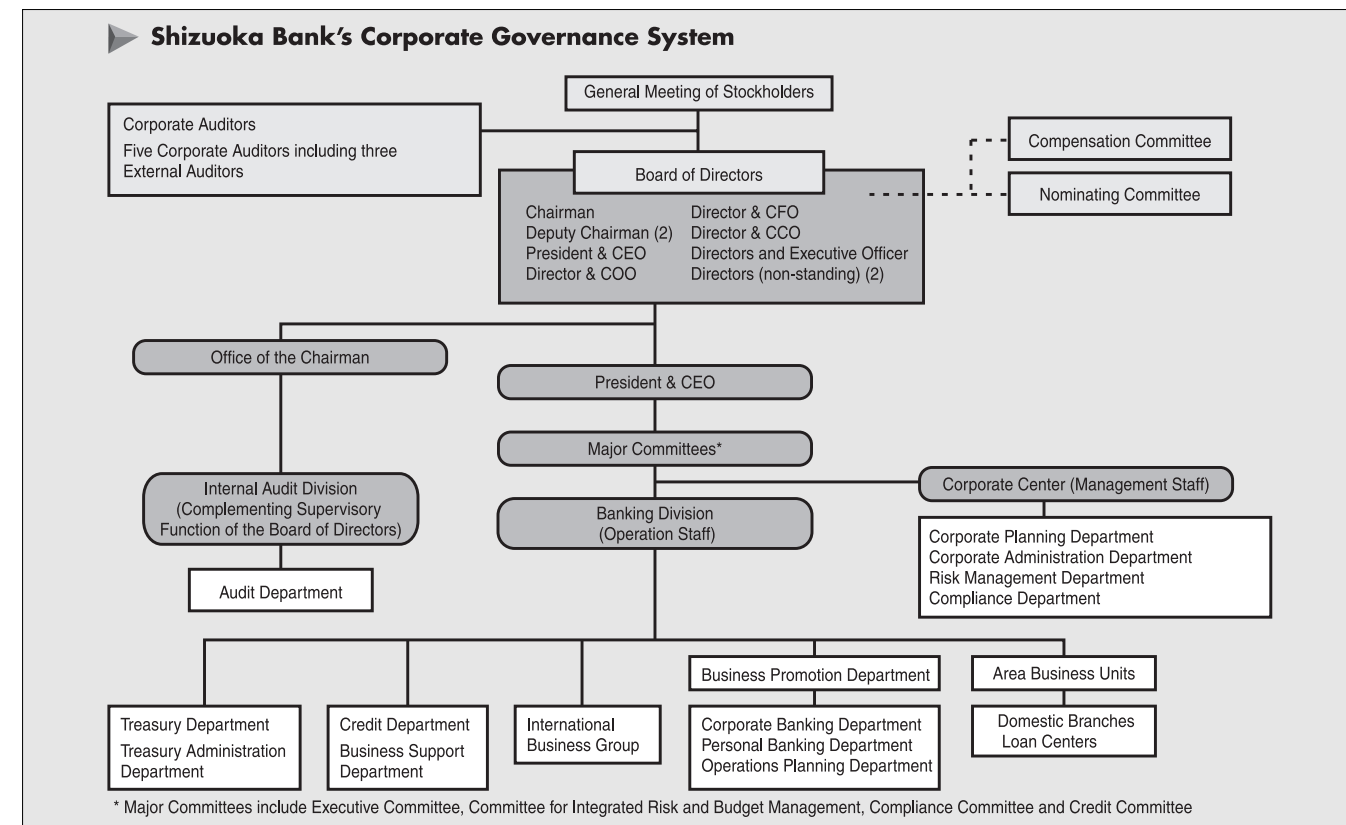 Shizuoka Bank's Corporate Governance System
General Meeting of Stockholders
Corporate Auditors
Five Corporate Auditors including three
External Auditors
Compensation Committee
Nominating Committee
Board of Directors
Chairman
Deputy Chairman (2)
President & CEO
Director & COO
Director & CFO
Director & CCO
Directors and Executive Officer
Directors (non-standing) (2)
Office of the Chairman
President & CEO
Major Committees*
Internal Audit Division
(Complementing Supervisory
Function of the Board of Directors)
Banking Division
(Operation Staff)
Corporate Center (Management Staff)
Corporate Planning Department
Corporate Administration Department
Risk Management Department
Compliance Department
Audit Department
Treasury Department
Treasury Administration
Department
Credit Department
Business Support
Department
International
Business Group
Business Promotion Department
Corporate Banking Department
Personal Banking Department
Operations Planning Department
Area Business Units
Domestic Branches
Loan Centers
* Major Committees include Executive Committee, Committee for Integrated Risk and Budget Management, Compliance Committee and Credit Committee